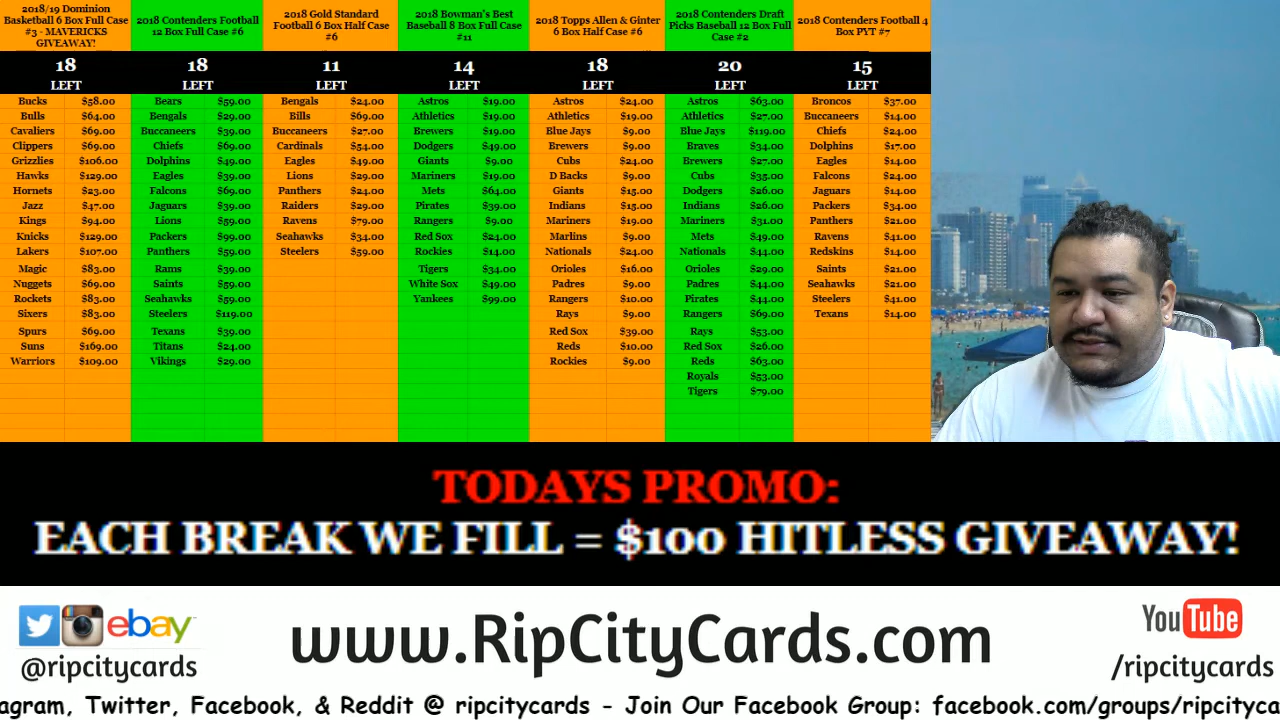 2018/19 Dominion Basketball 6 Box Full Case #3 - MAVERICKS GIVEAWAY!
18
LEFT
Bucks $58.00
Bulls $64.00
Cavaliers $69.00
Clippers $69.00
Grizzlies $106.00
Hawks $129.00
Hornets $23.00
Jazz $47.00
Kings $94.00
Knicks $129.00
Lakers $107.00
Magic $83.00
Nuggets $69.00
Rockets $83.00
Sixers $83.00
Spurs $69.00
Suns $169.00
Warriors $109.00
2018 Contenders Football 12 Box Full Case #6
18
LEFT
Bears $59.00
Bengals $29.00
Buccaneers $39.00
Chiefs $69.00
Dolphins $49.00
Eagles $39.00
Falcons $69.00
Jaguars $39.00
Lions $59.00
Packers $99.00
Panthers $59.00
Rams $39.00
Saints $59.00
Seahawks $59.00
Steelers $119.00
Texans $39.00
Titans $24.00
Vikings $29.00
2018 Gold Standard Football 6 Box Half Case #6
11
LEFT
Bengals $24.00
Bills $69.00
Buccaneers $27.00
Cardinals $54.00
Eagles $49.00
Lions $29.00
Panthers $24.00
Raiders $29.00
Ravens $79.00
Seahawks $34.00
Steelers $59.00
2018 Bowman's Best Baseball 8 Box Full Case #11
14
LEFT
Astros $19.00
Athletics $19.00
Brewers $19.00
Dodgers $49.00
Giants $9.00
Mariners $19.00
Mets $64.00
Pirates $39.00
Rangers $9.00
Red Sox $24.00
Rockies $14.00
Tigers $34.00
White Sox $49.00
Yankees $99.00
2018 Topps Allen & Ginter 6 Box Half Case #6
18
LEFT
Astros $24.00
Athletics $19.00
Blue Jays $9.00
Brewers $9.00
Cubs $24.00
D Backs $9.00
Giants $15.00
Indians $15.00
Mariners $19.00
Marlins $9.00
Nationals $24.00
Orioles $16.00
Padres $9.00
Rangers $10.00
Rays $9.00
Red Sox $39.00
Reds $10.00
Rockies $9.00
2018 Contenders Draft Picks Baseball 12 Box Full Case #2
20
LEFT
Astros $63.00
Athletics $27.00
Blue Jays $119.00
Braves $34.00
Brewers $27.00
Cubs $35.00
Dodgers $26.00
Indians $26.00
Mariners $31.00
Mets $49.00
Nationals $44.00
Orioles $29.00
Padres $44.00
Pirates $44.00
Rangers $69.00
Rays $53.00
Red Sox $26.00
Reds $63.00
Royals $53.00
Tigers $79.00
2018 Contenders Football 4 Box PYT #7
15
LEFT
Broncos $37.00
Buccaneers $14.00
Chiefs $24.00
Dolphins $17.00
Eagles $14.00
Falcons $24.00
Jaguars $14.00
Packers $34.00
Panthers $21.00
Ravens $41.00
Redskins $14.00
Saints $21.00
Seahawks $21.00
Steelers $41.00
Texans $14.00
TODAYS PROMO:
EACH BREAK WE FILL = $100 HITLESS GIVEAWAY!
ebay
@ripcitycards
www.RipCityCards.com
YouTube
/ripcitycards
agram, Twitter, Facebook, & Reddit @ ripcitycards - Join Our Facebook Group: facebook.com/groups/ripcityca